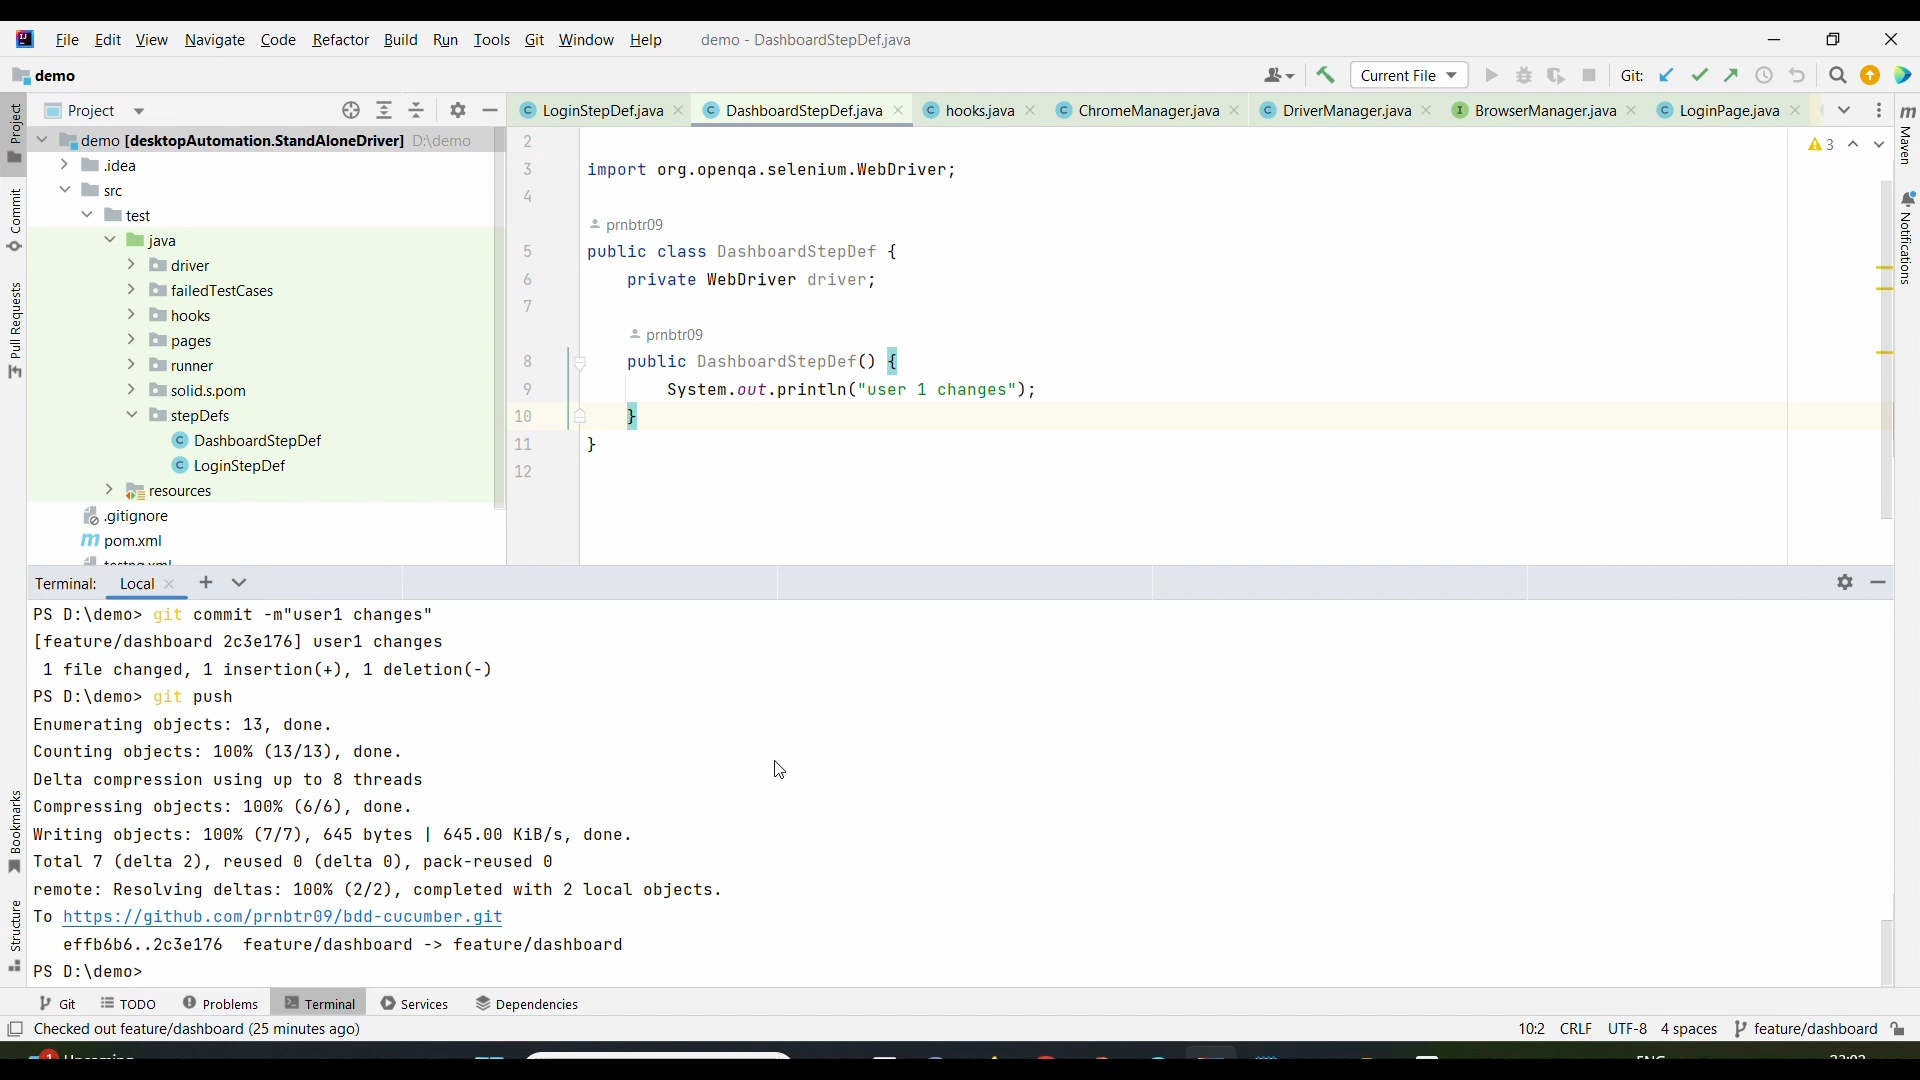 File Edit View Navigate Code Refactor Build Run Tools Git Window Help demo - DashboardStepDef.java
demo Current File Git:
Project
LoginStepDef.java DashboardStepDef.java hooks.java ChromeManager.java DriverManager.java BrowserManager.java LoginPage.java
Project
Commit
Pull Requests
Bookmarks
Structure
Maven
Notifications
demo [desktopAutomation.StandAloneDriver] D:\demo
.idea
src
test
java
driver
failedTestCases
hooks
pages
runner
solid.s.pom
stepDefs
DashboardStepDef
LoginStepDef
resources
.gitignore
pom.xml
testng.xml
3
2
3 import org.openqa.selenium.WebDriver;
4
prnbtr09
5 public class DashboardStepDef {
6 private WebDriver driver;
7
prnbtr09
8 public DashboardStepDef() {
9 System.out.println("user 1 changes");
10 }
11 }
12
Terminal: Local
PS D:\demo> git commit -m"user1 changes"
[feature/dashboard 2c3e176] user1 changes
1 file changed, 1 insertion(+), 1 deletion(-)
PS D:\demo> git push
Enumerating objects: 13, done.
Counting objects: 100% (13/13), done.
Delta compression using up to 8 threads
Compressing objects: 100% (6/6), done.
Writing objects: 100% (7/7), 645 bytes | 645.00 KiB/s, done.
Total 7 (delta 2), reused 0 (delta 0), pack-reused 0
remote: Resolving deltas: 100% (2/2), completed with 2 local objects.
To https://github.com/prnbtr09/bdd-cucumber.git
effb6b6..2c3e176 feature/dashboard -> feature/dashboard
PS D:\demo>
Git TODO Problems Terminal Services Dependencies
Checked out feature/dashboard (25 minutes ago) 10:2 CRLF UTF-8 4 spaces feature/dashboard
1